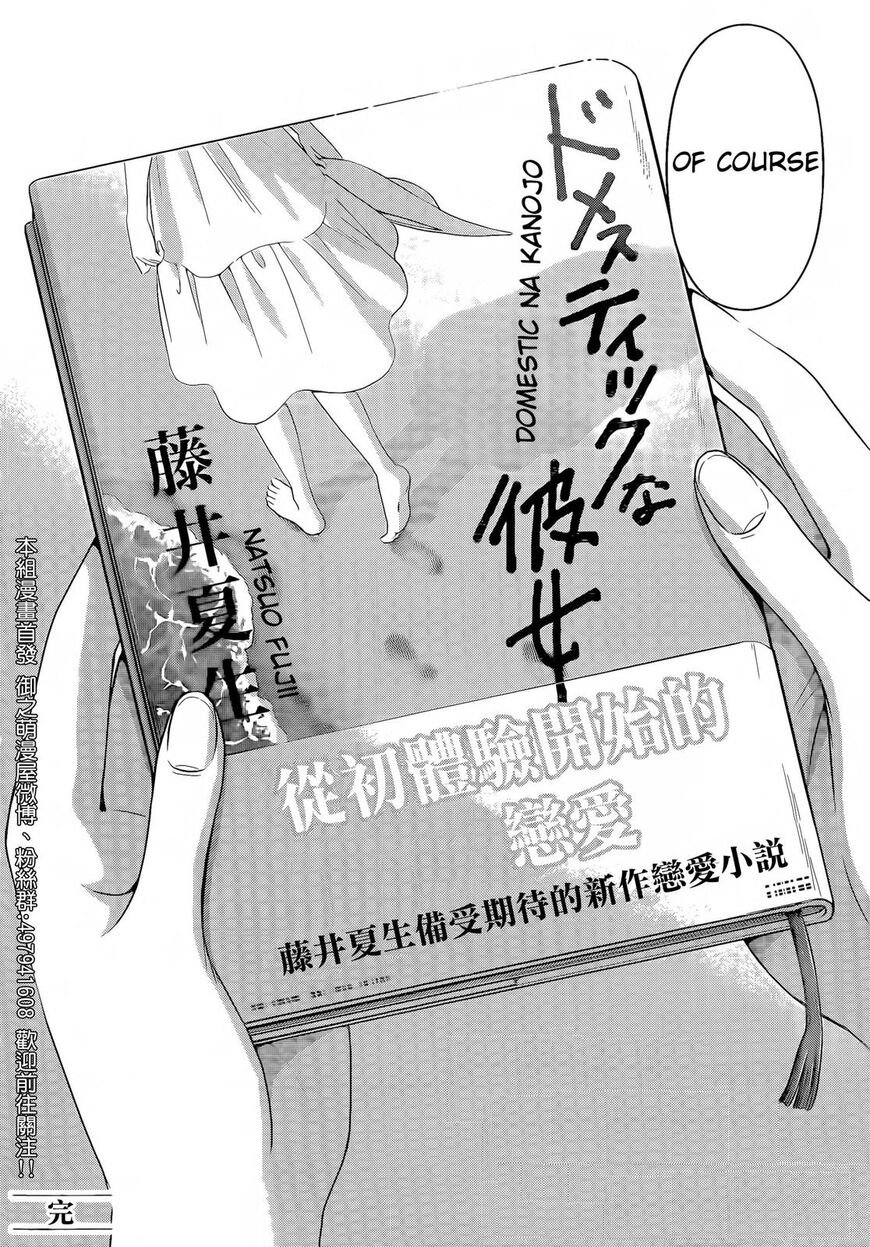 OF COURSE
ドメスティックな
彼女
DOMESTIC NA KANOJO
藤井夏生
NATSUO FUJII
從初體驗開始的
戀愛
藤井夏生備受期待的新作戀愛小說
本組漫畫首發 御之萌漫屋微博、粉絲群:497941608 歡迎前往關注!!
完